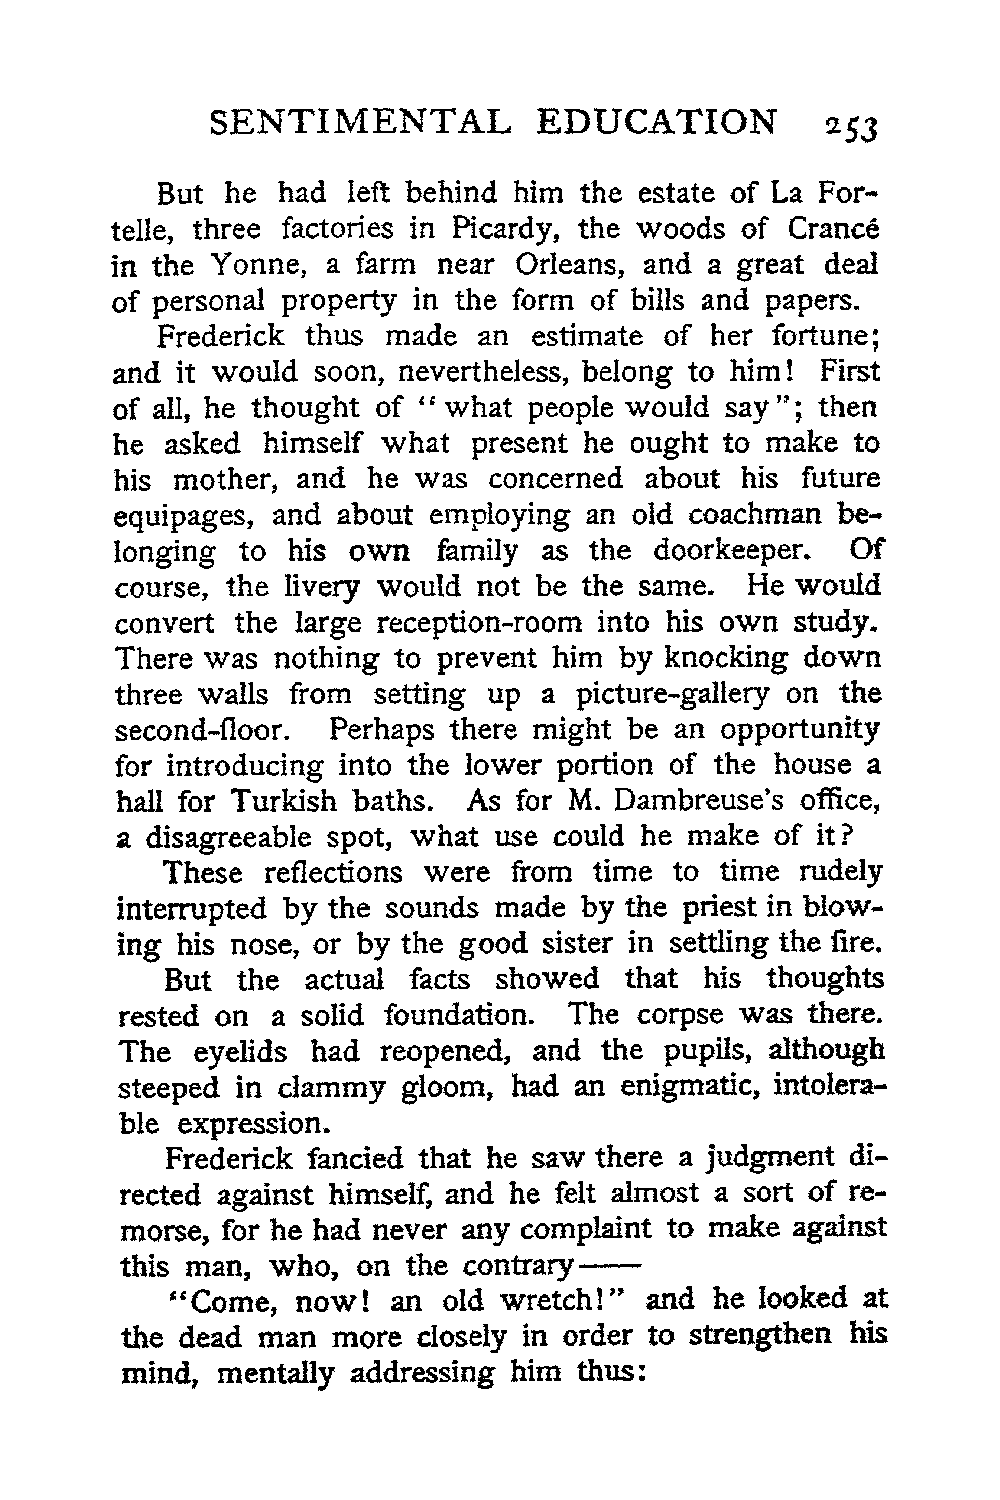 SENTIMENTAL EDUCATION 253
But he had left behind him the estate of La For-
telle, three factories in Picardy, the woods of Crancé
in the Yonne, a farm near Orleans, and a great deal
of personal property in the form of bills and papers.
Frederick thus made an estimate of her fortune;
and it would soon, nevertheless, belong to him! First
of all, he thought of “what people would say”; then
he asked himself what present he ought to make to
his mother, and he was concerned about his future
equipages, and about employing an old coachman be-
longing to his own family as the doorkeeper. Of
course, the livery would not be the same. He would
convert the large reception-room into his own study.
There was nothing to prevent him by knocking down
three walls from setting up a picture-gallery on the
second-floor. Perhaps there might be an opportunity
for introducing into the lower portion of the house a
hall for Turkish baths. As for M. Dambreuse's office,
a disagreeable spot, what use could he make of it?
These reflections were from time to time rudely
interrupted by the sounds made by the priest in blow-
ing his nose, or by the good sister in settling the fire.
But the actual facts showed that his thoughts
rested on a solid foundation. The corpse was there.
The eyelids had reopened, and the pupils, although
steeped in clammy gloom, had an enigmatic, intolera-
ble expression.
Frederick fancied that he saw there a judgment di-
rected against himself, and he felt almost a sort of re-
morse, for he had never any complaint to make against
this man, who, on the contrary——
“Come, now! an old wretch!” and he looked at
the dead man more closely in order to strengthen his
mind, mentally addressing him thus: